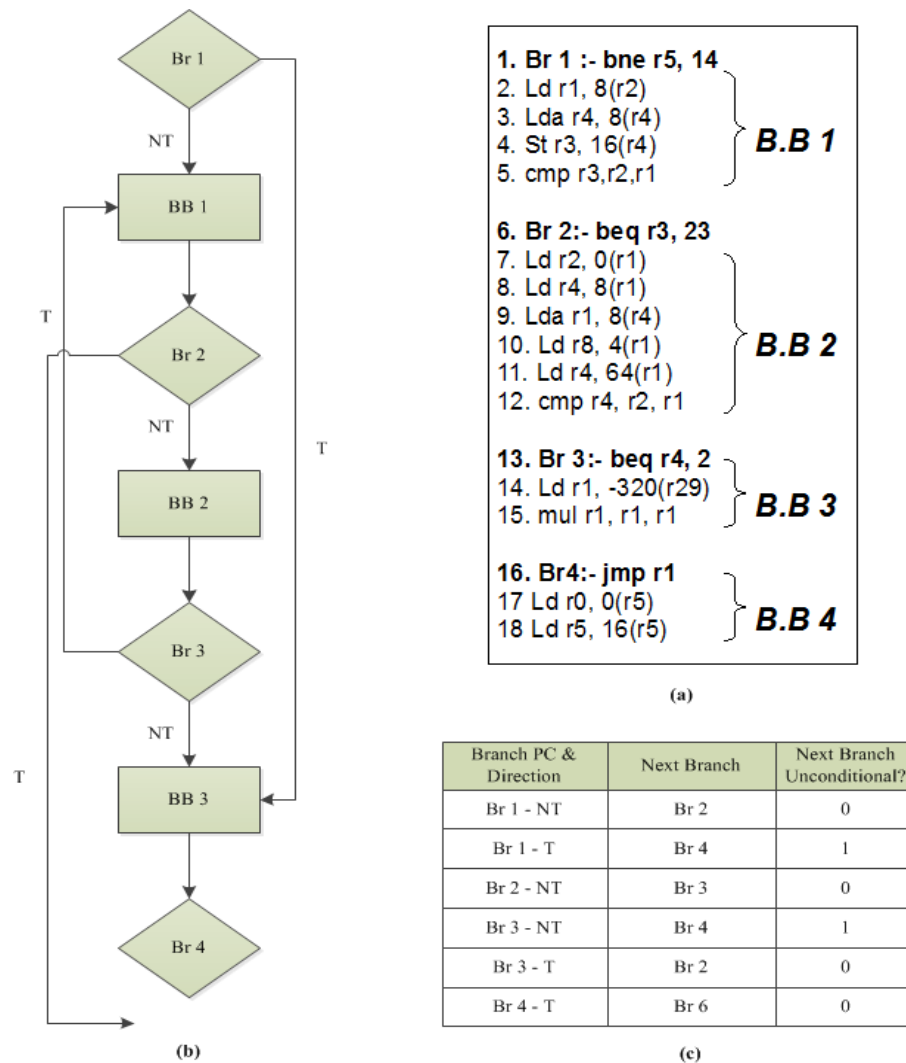 Br 1
NT
BB 1
T
Br 2
NT
T
BB 2
Br 3
NT
T
BB 3
Br 4
(b)
1. Br 1 :- bne r5, 14
2. Ld r1, 8(r2)
3. Lda r4, 8(r4)
4. St r3, 16(r4)
5. cmp r3,r2,r1
B.B 1
6. Br 2:- beq r3, 23
7. Ld r2, 0(r1)
8. Ld r4, 8(r1)
9. Lda r1, 8(r4)
10. Ld r8, 4(r1)
11. Ld r4, 64(r1)
12. cmp r4, r2, r1
B.B 2
13. Br 3:- beq r4, 2
14. Ld r1, -320(r29)
15. mul r1, r1, r1
B.B 3
16. Br4:- jmp r1
17 Ld r0, 0(r5)
18 Ld r5, 16(r5)
B.B 4
(a)
Branch PC & Direction Next Branch Next Branch Unconditional?
Br 1 - NT Br 2 0
Br 1 - T Br 4 1
Br 2 - NT Br 3 0
Br 3 - NT Br 4 1
Br 3 - T Br 2 0
Br 4 - T Br 6 0
(c)